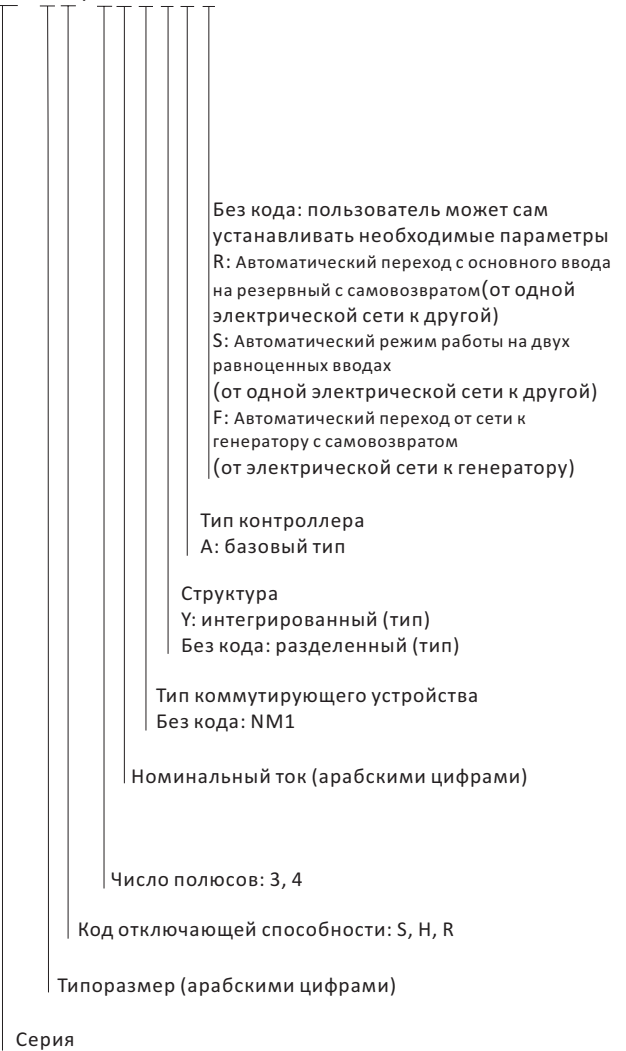 Без кода: пользователь может сам
устанавливать необходимые параметры
R: Автоматический переход с основного ввода
на резервный с самовозвратом(от одной
электрической сети к другой)
S: Автоматический режим работы на двух
равноценных вводах
(от одной электрической сети к другой)
F: Автоматический переход от сети к
генератору с самовозвратом
(от электрической сети к генератору)
Тип контроллера
A: базовый тип
Структура
Y: интегрированный (тип)
Без кода: разделенный (тип)
Тип коммутирующего устройства
Без кода: NM1
Номинальный ток (арабскими цифрами)
Число полюсов: 3, 4
Код отключающей способности: S, H, R
Типоразмер (арабскими цифрами)
Серия